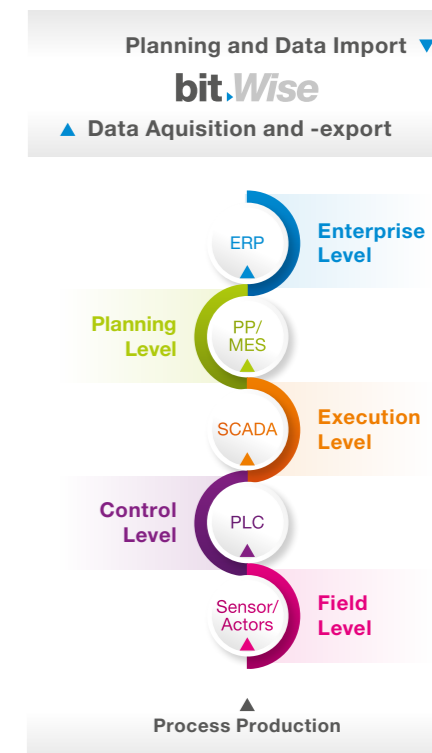 Planning and Data Import
bit.Wise
Data Aquisition and -export
ERP
Enterprise
Level
Planning
Level
PP/
MES
SCADA
Execution
Level
Control
Level
PLC
Sensor/
Actors
Field
Level
Process Production